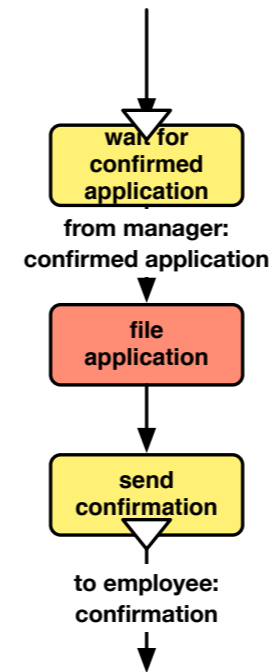 wait for
confirmed
application
from manager:
confirmed application
file
application
send
confirmation
to employee:
confirmation